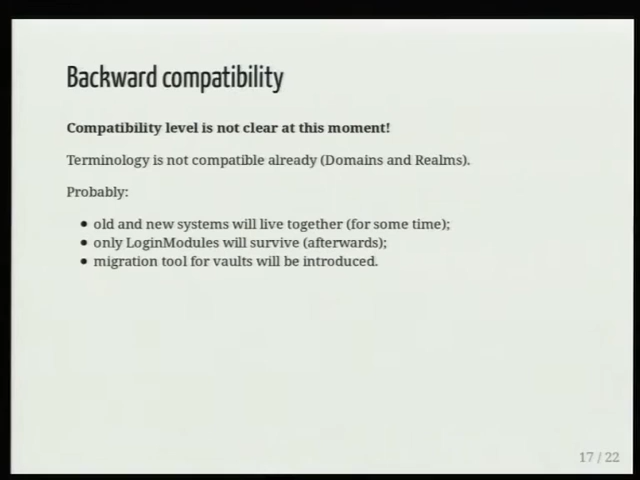 Backward compatibility
Compatibility level is not clear at this moment!
Terminology is not compatible already (Domains and Realms).
Probably:
• old and new systems will live together (for some time);
• only LoginModules will survive (afterwards);
• migration tool for vaults will be introduced.
17 / 22